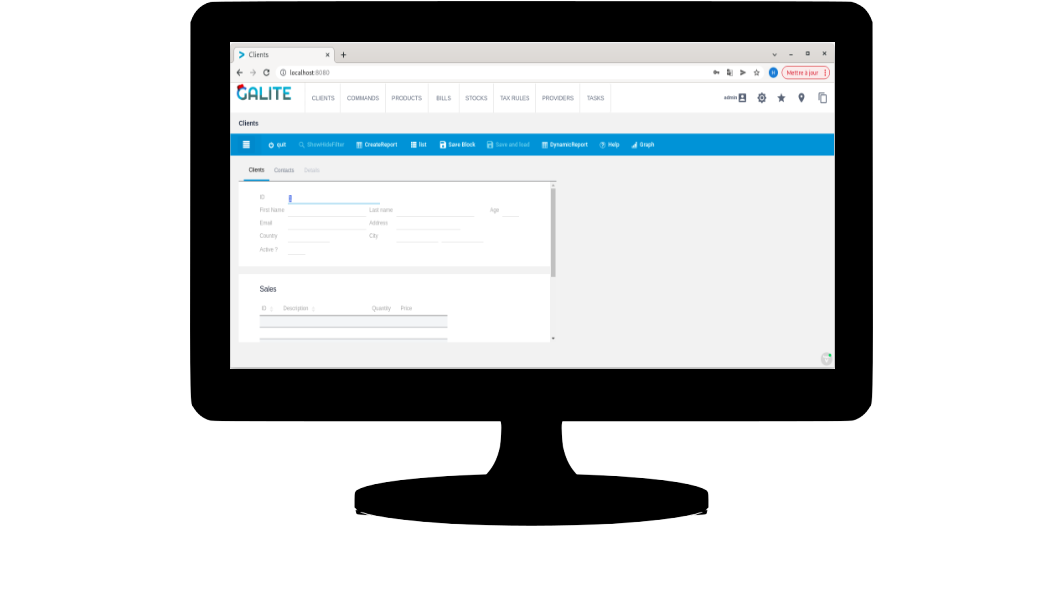 Clients
localhost:8080
Mettre à jour
GALITE
CLIENTS COMMANDS PRODUCTS BILLS STOCKS TAX RULES PROVIDERS TASKS
admin
Clients
quit ShowHideFilter CreateReport list Save Block Save and load DynamicReport Help Graph
Clients Contacts Details
ID
First Name Last name Age
Email Address
Country City
Active ?
Sales
ID Description Quantity Price